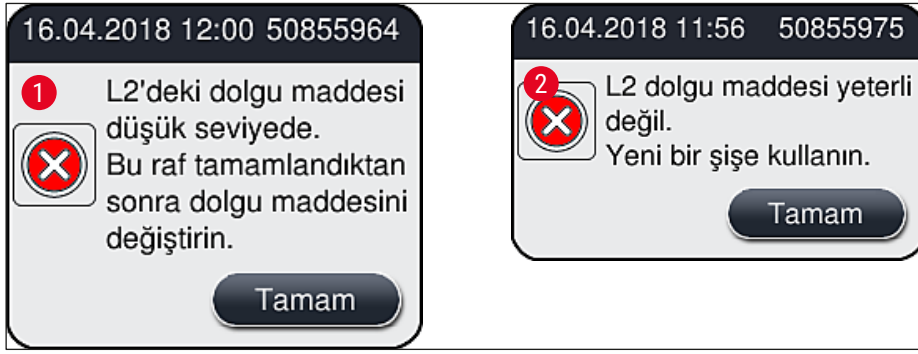 16.04.2018 12:00 50855964
1
L2'deki dolgu maddesi
düşük seviyede.
Bu raf tamamlandıktan
sonra dolgu maddesini
değiştirin.
Tamam
16.04.2018 11:56 50855975
2
L2 dolgu maddesi yeterli
değil.
Yeni bir şişe kullanın.
Tamam